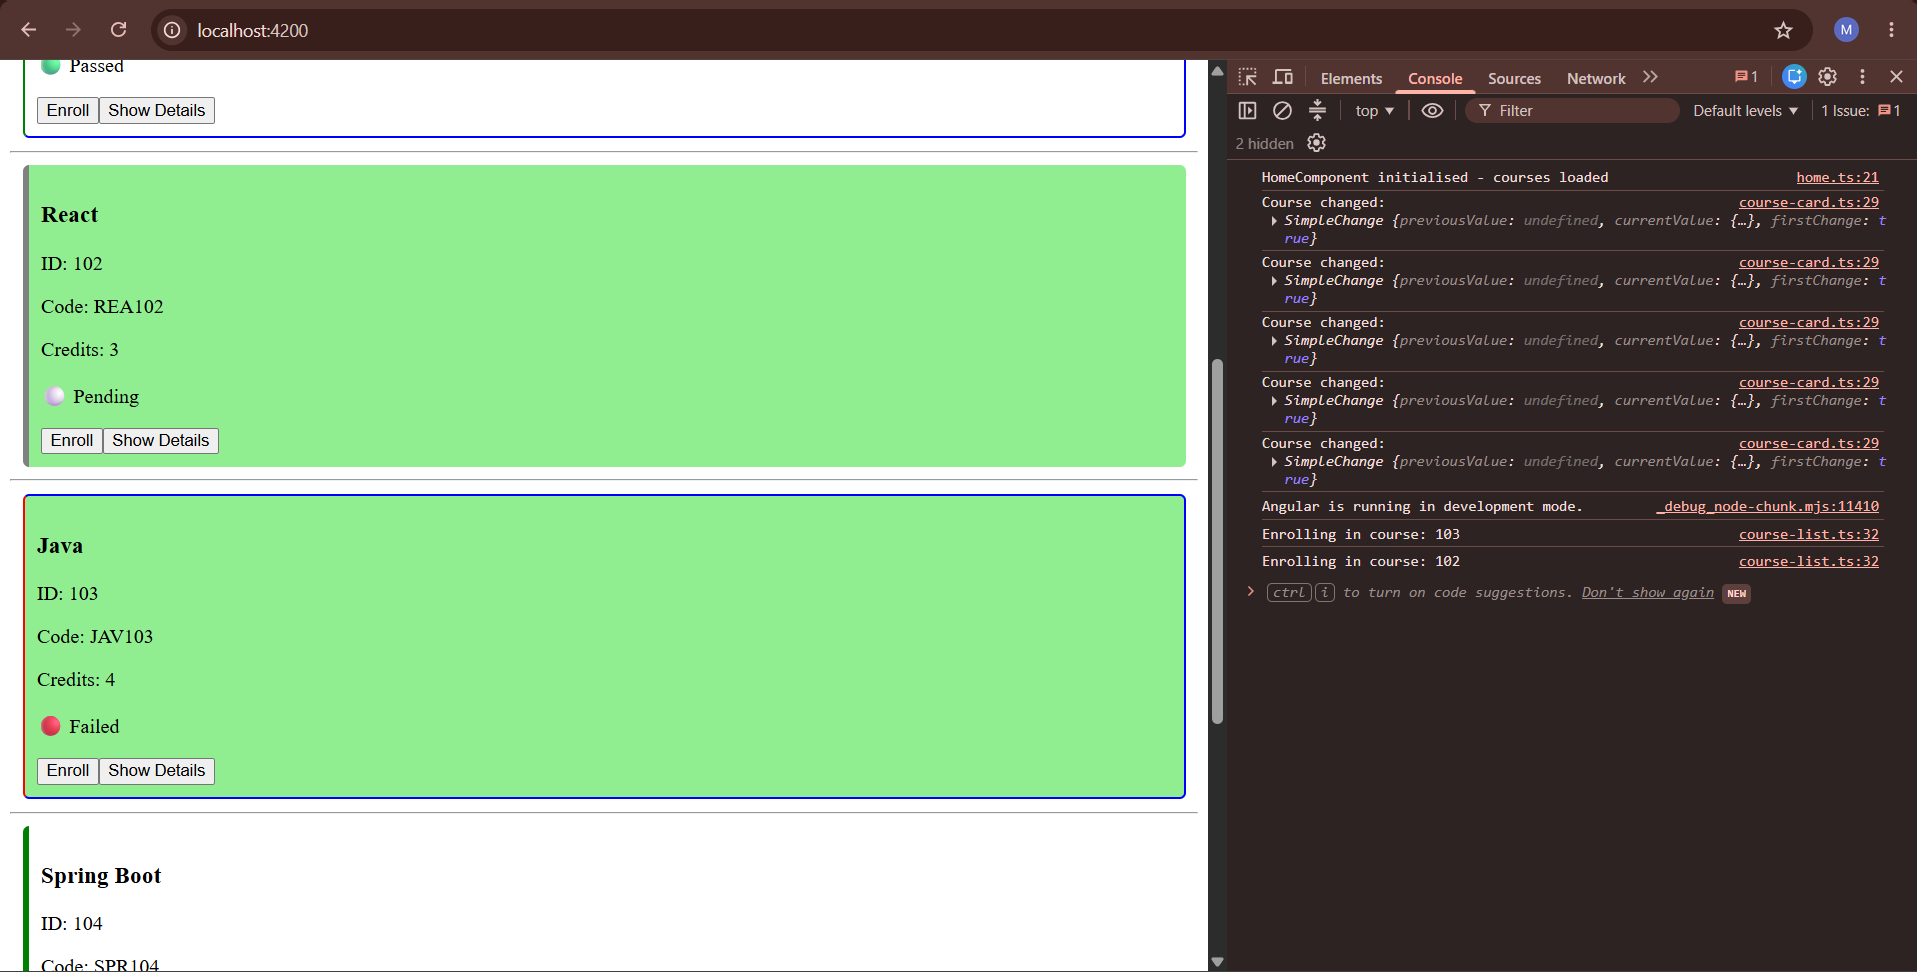 localhost:4200
M
Passed
Enroll Show Details
React
ID: 102
Code: REA102
Credits: 3
Pending
Enroll Show Details
Java
ID: 103
Code: JAV103
Credits: 4
Failed
Enroll Show Details
Spring Boot
ID: 104
Code: SPR104
Elements Console Sources Network 1
top Filter Default levels 1 Issue: 1
2 hidden
HomeComponent initialised - courses loaded home.ts:21
Course changed: course-card.ts:29
SimpleChange {previousValue: undefined, currentValue: {…}, firstChange: t
rue}
Course changed: course-card.ts:29
SimpleChange {previousValue: undefined, currentValue: {…}, firstChange: t
rue}
Course changed: course-card.ts:29
SimpleChange {previousValue: undefined, currentValue: {…}, firstChange: t
rue}
Course changed: course-card.ts:29
SimpleChange {previousValue: undefined, currentValue: {…}, firstChange: t
rue}
Course changed: course-card.ts:29
SimpleChange {previousValue: undefined, currentValue: {…}, firstChange: t
rue}
Angular is running in development mode. _debug_node-chunk.mjs:11410
Enrolling in course: 103 course-list.ts:32
Enrolling in course: 102 course-list.ts:32
ctrl i to turn on code suggestions. Don't show again NEW